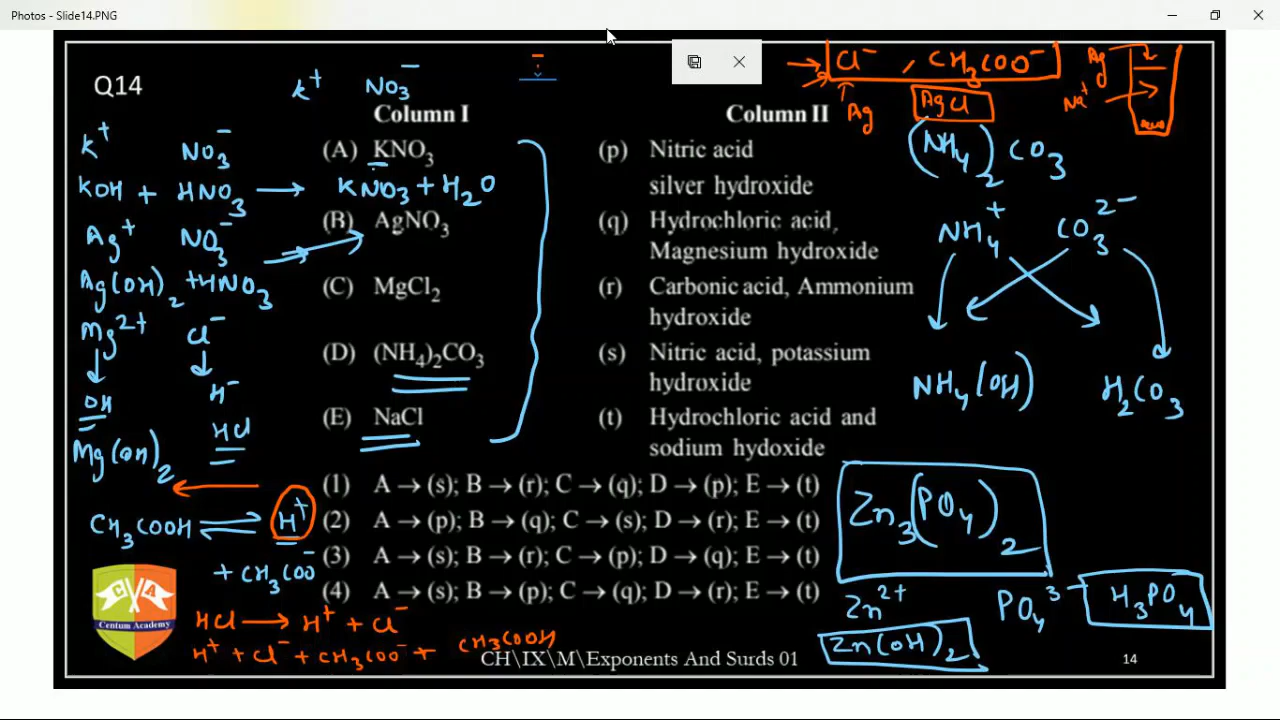 Photos - Slide14.PNG
Q14
K⁺ NO₃⁻
Cl⁻ , CH₃COO⁻
Ag
AgCl
Ag
Na⁺
Column I
Column II
K⁺ NO₃⁻
(A) KNO₃
(p) Nitric acid
silver hydroxide
(NH₄)₂CO₃
KOH + HNO₃ → KNO₃ + H₂O
Ag⁺ NO₃⁻
(B) AgNO₃
(q) Hydrochloric acid,
Magnesium hydroxide
NH₄⁺ CO₃²⁻
Ag(OH)₂ + HNO₃
(C) MgCl₂
(r) Carbonic acid, Ammonium
hydroxide
Mg²⁺ Cl⁻
(D) (NH₄)₂CO₃
(s) Nitric acid, potassium
hydroxide
NH₄(OH) H₂CO₃
OH H⁻
(E) NaCl
(t) Hydrochloric acid and
sodium hydoxide
Mg(OH)₂ HCl
(1) A → (s); B → (r); C → (q); D → (p); E → (t)
(2) A → (p); B → (q); C → (s); D → (r); E → (t)
(3) A → (s); B → (r); C → (p); D → (q); E → (t)
(4) A → (s); B → (p); C → (q); D → (r); E → (t)
CH₃COOH ⇌ H⁺
+ CH₃COO⁻
Zn₃(PO₄)₂
Zn²⁺ PO₄³⁻ H₃PO₄
Zn(OH)₂
HCl → H⁺ + Cl⁻
H⁺ + Cl⁻ + CH₃COO⁻ + CH₃COOH
CA
Centum Academy
CH\IX\M\Exponents And Surds 01
14